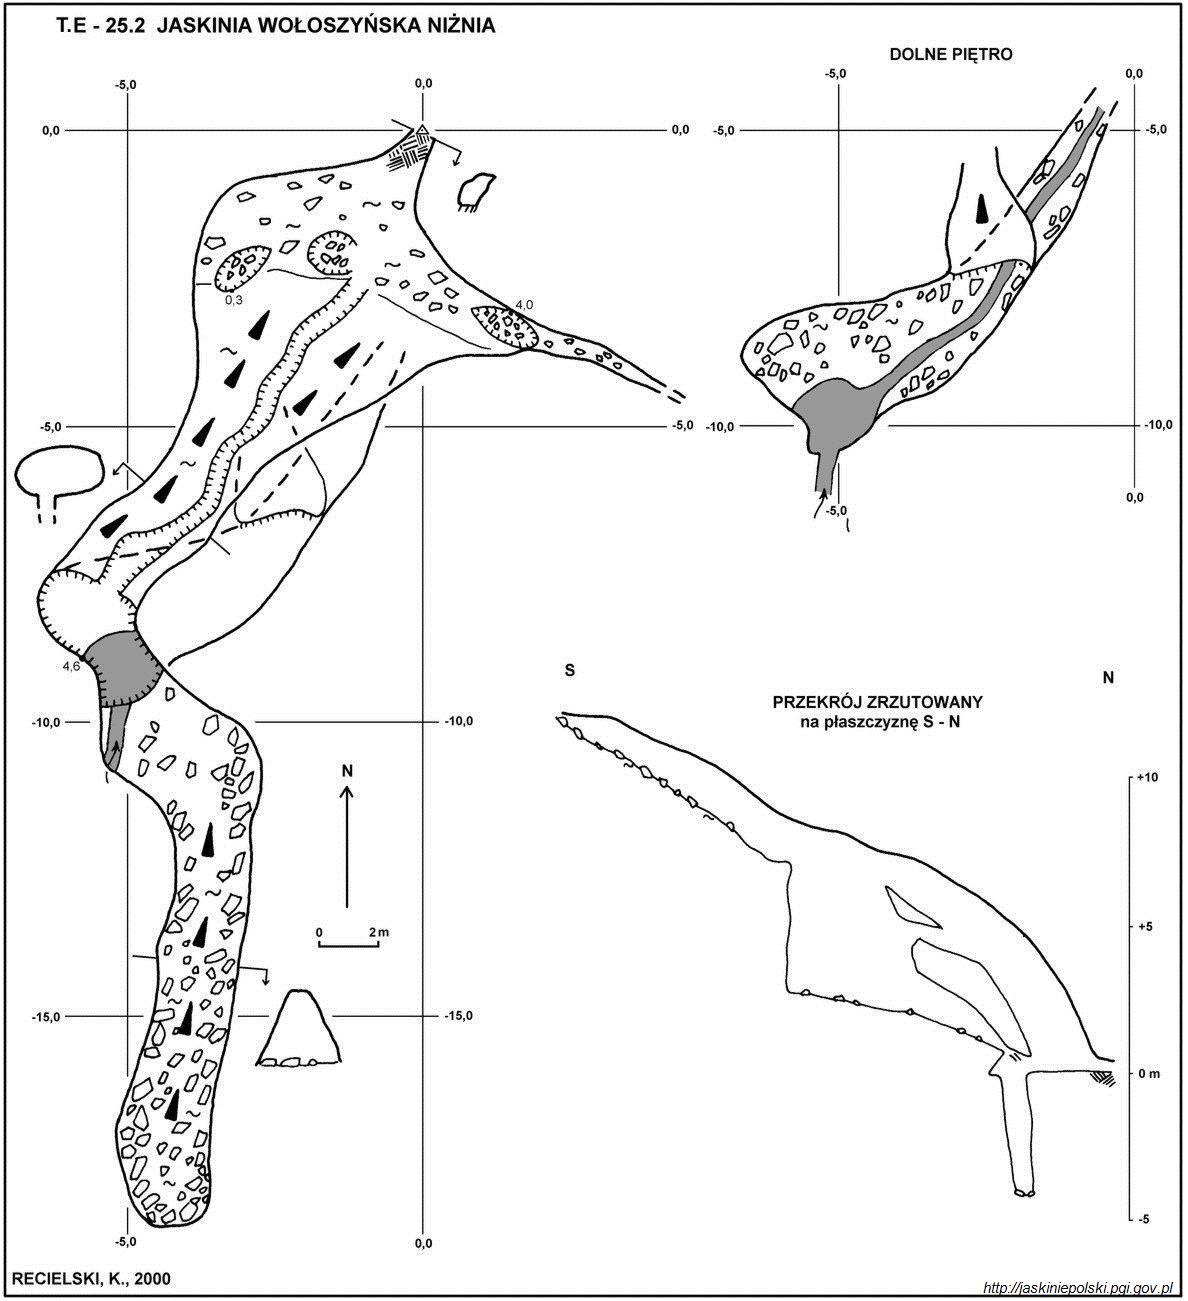 T.E - 25.2 JASKINIA WOŁOSZYŃSKA NIŻNIA
DOLNE PIĘTRO
-5,0
0,0
-5,0
0,0
0,0
0,0
-5,0
-5,0
0,3
4,0
-5,0
-5,0
-10,0
-10,0
-5,0
0,0
4,6
-10,0
-10,0
S
N
PRZEKRÓJ ZRZUTOWANY
na płaszczyznę S - N
N
0
2m
+10
+5
0 m
-5
-15,0
-15,0
-5,0
0,0
RECIELSKI, K., 2000
http://jaskiniepolski.pgi.gov.pl